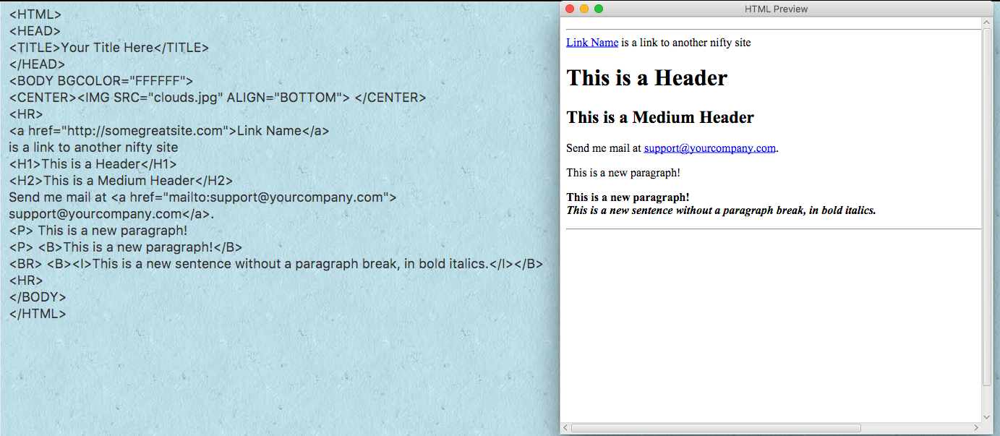 <HTML>
<HEAD>
<TITLE>Your Title Here</TITLE>
</HEAD>
<BODY BGCOLOR="FFFFFF">
<CENTER><IMG SRC="clouds.jpg" ALIGN="BOTTOM"> </CENTER>
<HR>
<a href="http://somegreatsite.com">Link Name</a>
is a link to another nifty site
<H1>This is a Header</H1>
<H2>This is a Medium Header</H2>
Send me mail at <a href="mailto:support@yourcompany.com">
support@yourcompany.com</a>.
<P> This is a new paragraph!
<P> <B>This is a new paragraph!</B>
<BR> <B><I>This is a new sentence without a paragraph break, in bold italics.</I></B>
<HR>
</BODY>
</HTML>
HTML Preview
Link Name is a link to another nifty site
This is a Header
This is a Medium Header
Send me mail at support@yourcompany.com.
This is a new paragraph!
This is a new paragraph!
This is a new sentence without a paragraph break, in bold italics.